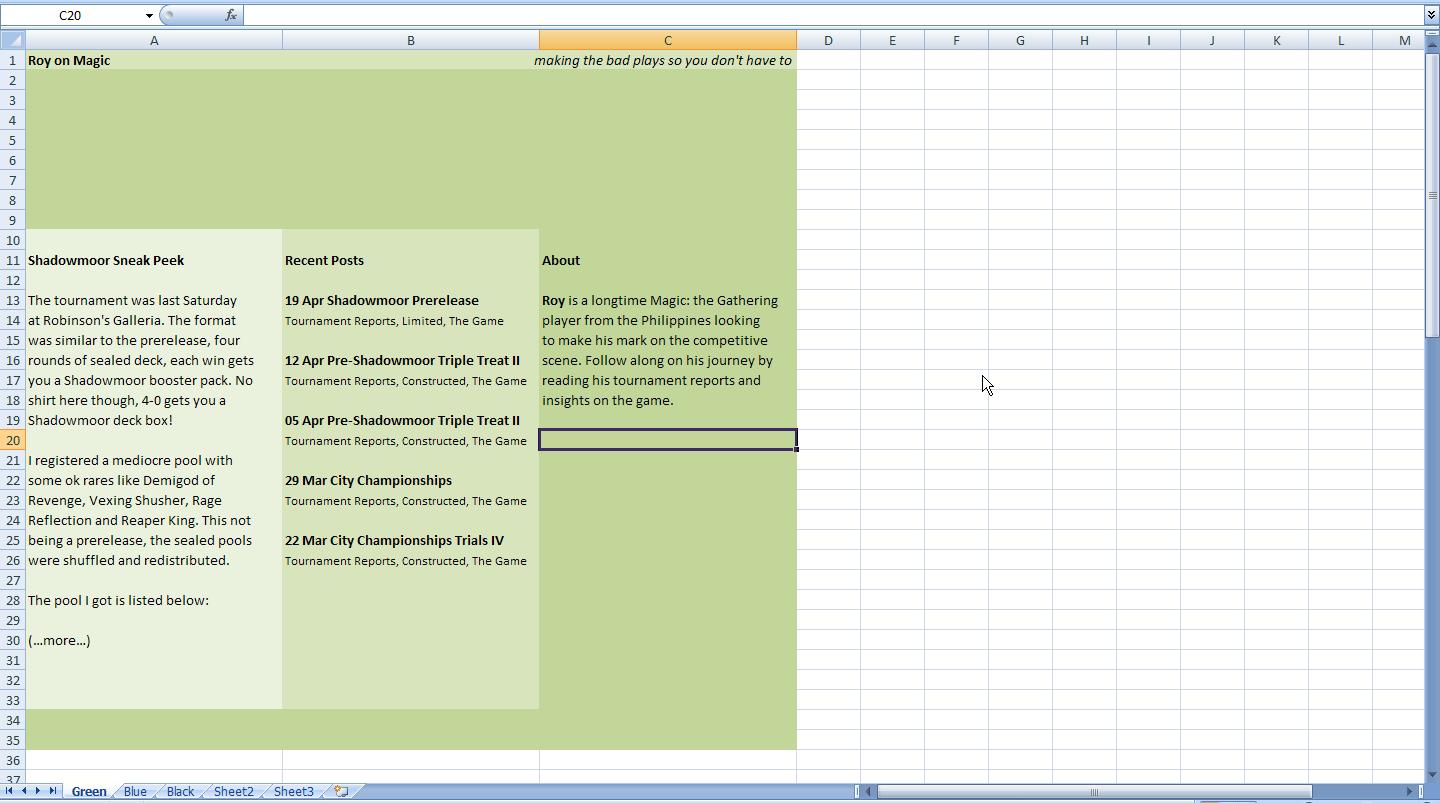 C20
fx
A B C D E F G H I J K L M
1 Roy on Magic making the bad plays so you don't have to
2
3
4
5
6
7
8
9
10
11 Shadowmoor Sneak Peek Recent Posts About
12
13 The tournament was last Saturday 19 Apr Shadowmoor Prerelease Roy is a longtime Magic: the Gathering
14 at Robinson's Galleria. The format Tournament Reports, Limited, The Game player from the Philippines looking
15 was similar to the prerelease, four to make his mark on the competitive
16 rounds of sealed deck, each win gets 12 Apr Pre-Shadowmoor Triple Treat II scene. Follow along on his journey by
17 you a Shadowmoor booster pack. No Tournament Reports, Constructed, The Game reading his tournament reports and
18 shirt here though, 4-0 gets you a insights on the game.
19 Shadowmoor deck box! 05 Apr Pre-Shadowmoor Triple Treat II
20 Tournament Reports, Constructed, The Game
21 I registered a mediocre pool with
22 some ok rares like Demigod of 29 Mar City Championships
23 Revenge, Vexing Shusher, Rage Tournament Reports, Constructed, The Game
24 Reflection and Reaper King. This not
25 being a prerelease, the sealed pools 22 Mar City Championships Trials IV
26 were shuffled and redistributed. Tournament Reports, Constructed, The Game
27
28 The pool I got is listed below:
29
30 (...more...)
31
32
33
34
35
36
37
Green Blue Black Sheet2 Sheet3